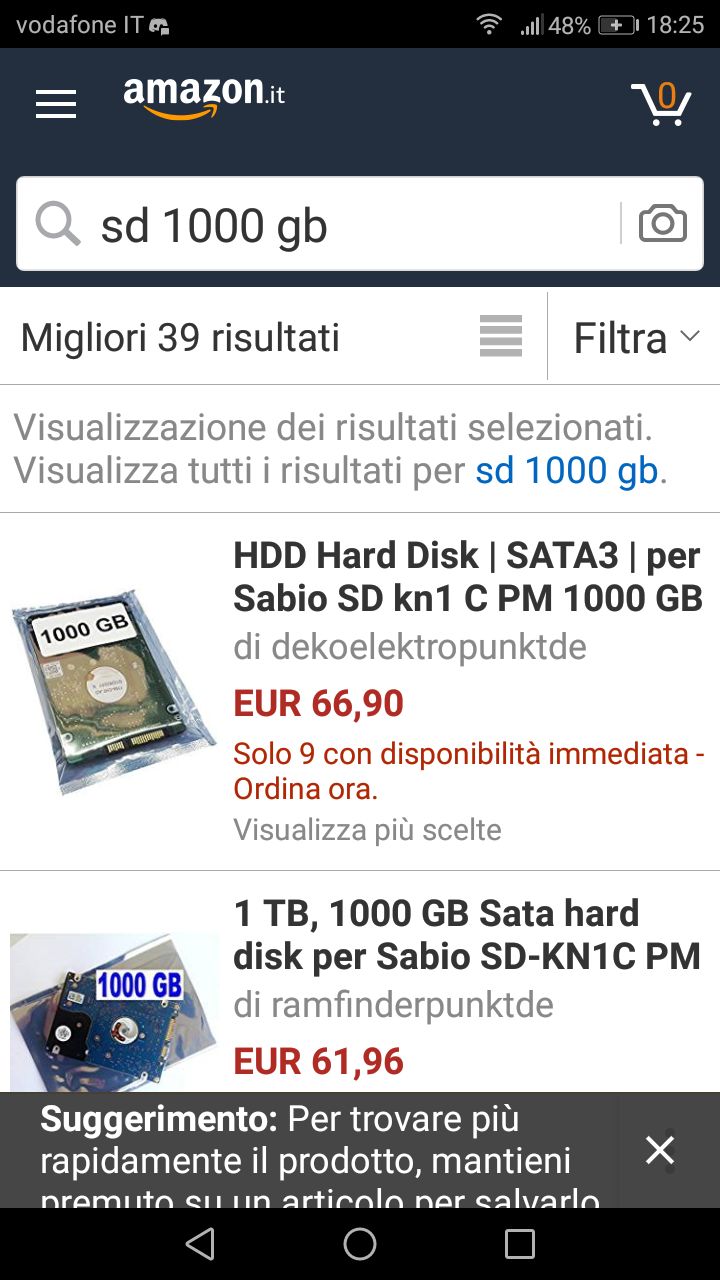 vodafone IT 48% 18:25
amazon.it 0
sd 1000 gb
Migliori 39 risultati Filtra
Visualizzazione dei risultati selezionati.
Visualizza tutti i risultati per sd 1000 gb.
HDD Hard Disk | SATA3 | per
Sabio SD kn1 C PM 1000 GB
di dekoelektropunktde
EUR 66,90
Solo 9 con disponibilità immediata -
Ordina ora.
Visualizza più scelte
1000 GB
1 TB, 1000 GB Sata hard
disk per Sabio SD-KN1C PM
di ramfinderpunktde
EUR 61,96
1000 GB
Suggerimento: Per trovare più
rapidamente il prodotto, mantieni
premuto su un articolo per salvarlo